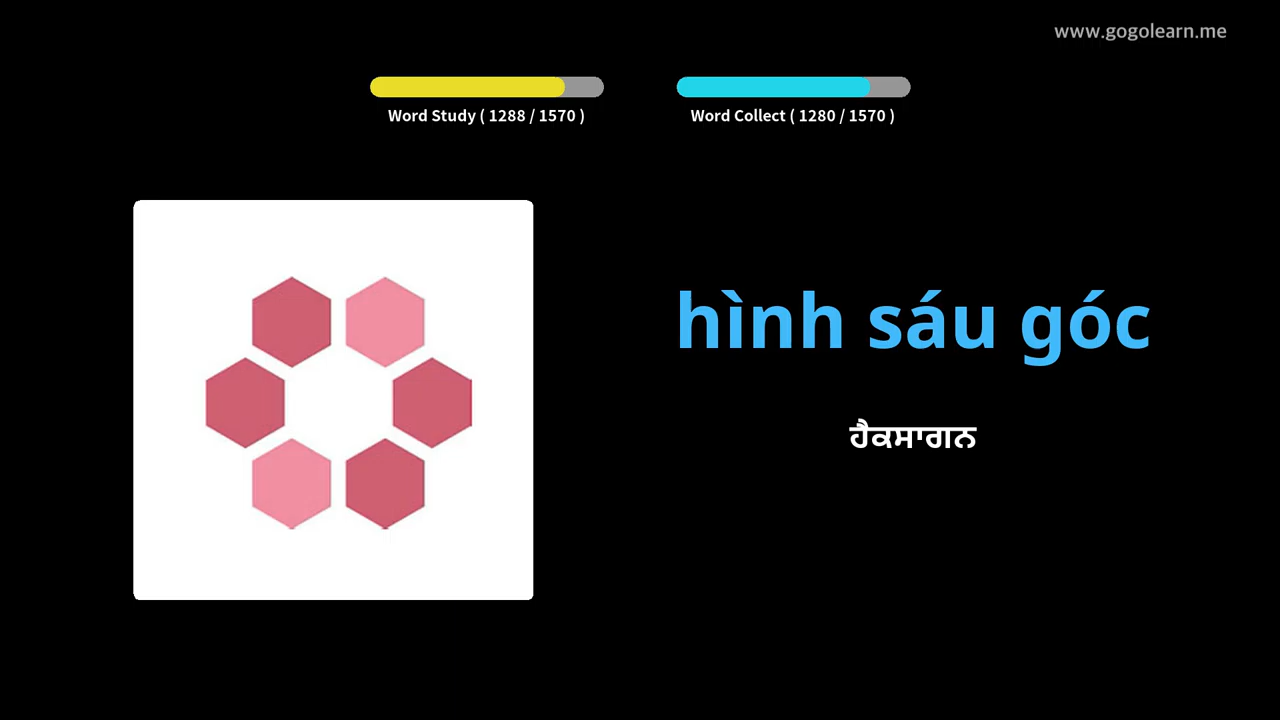 www.gogolearn.me
Word Study ( 1288 / 1570 )
Word Collect ( 1280 / 1570 )
hình sáu góc
ਹੈਕਸਾਗਨ